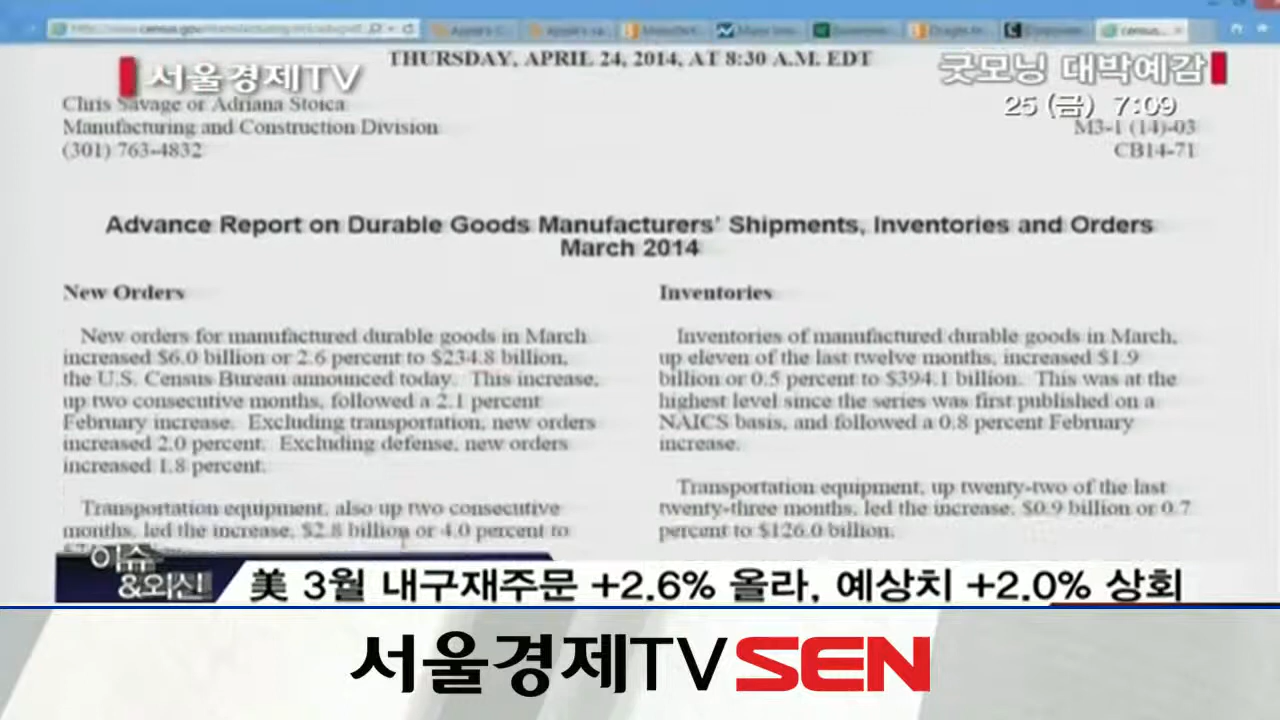 THURSDAY, APRIL 24, 2014, AT 8:30 A.M. EDT
서울경제TV
굿모닝 대박예감
25 (금) 7:09
Chris Savage or Adriana Stoica
Manufacturing and Construction Division
(301) 763-4832
M3-1 (14)-03
CB14-71
Advance Report on Durable Goods Manufacturers' Shipments, Inventories and Orders
March 2014
New Orders
New orders for manufactured durable goods in March
increased $6.0 billion or 2.6 percent to $234.8 billion,
the U.S. Census Bureau announced today. This increase,
up two consecutive months, followed a 2.1 percent
February increase. Excluding transportation, new orders
increased 2.0 percent. Excluding defense, new orders
increased 1.8 percent.
Transportation equipment, also up two consecutive
months, led the increase, $2.8 billion or 4.0 percent to
Inventories
Inventories of manufactured durable goods in March,
up eleven of the last twelve months, increased $1.9
billion or 0.5 percent to $394.1 billion. This was at the
highest level since the series was first published on a
NAICS basis, and followed a 0.8 percent February
increase.
Transportation equipment, up twenty-two of the last
twenty-three months, led the increase, $0.9 billion or 0.7
percent to $126.0 billion.
이슈
&외신
美 3월 내구재주문 +2.6% 올라, 예상치 +2.0% 상회
서울경제TV SEN